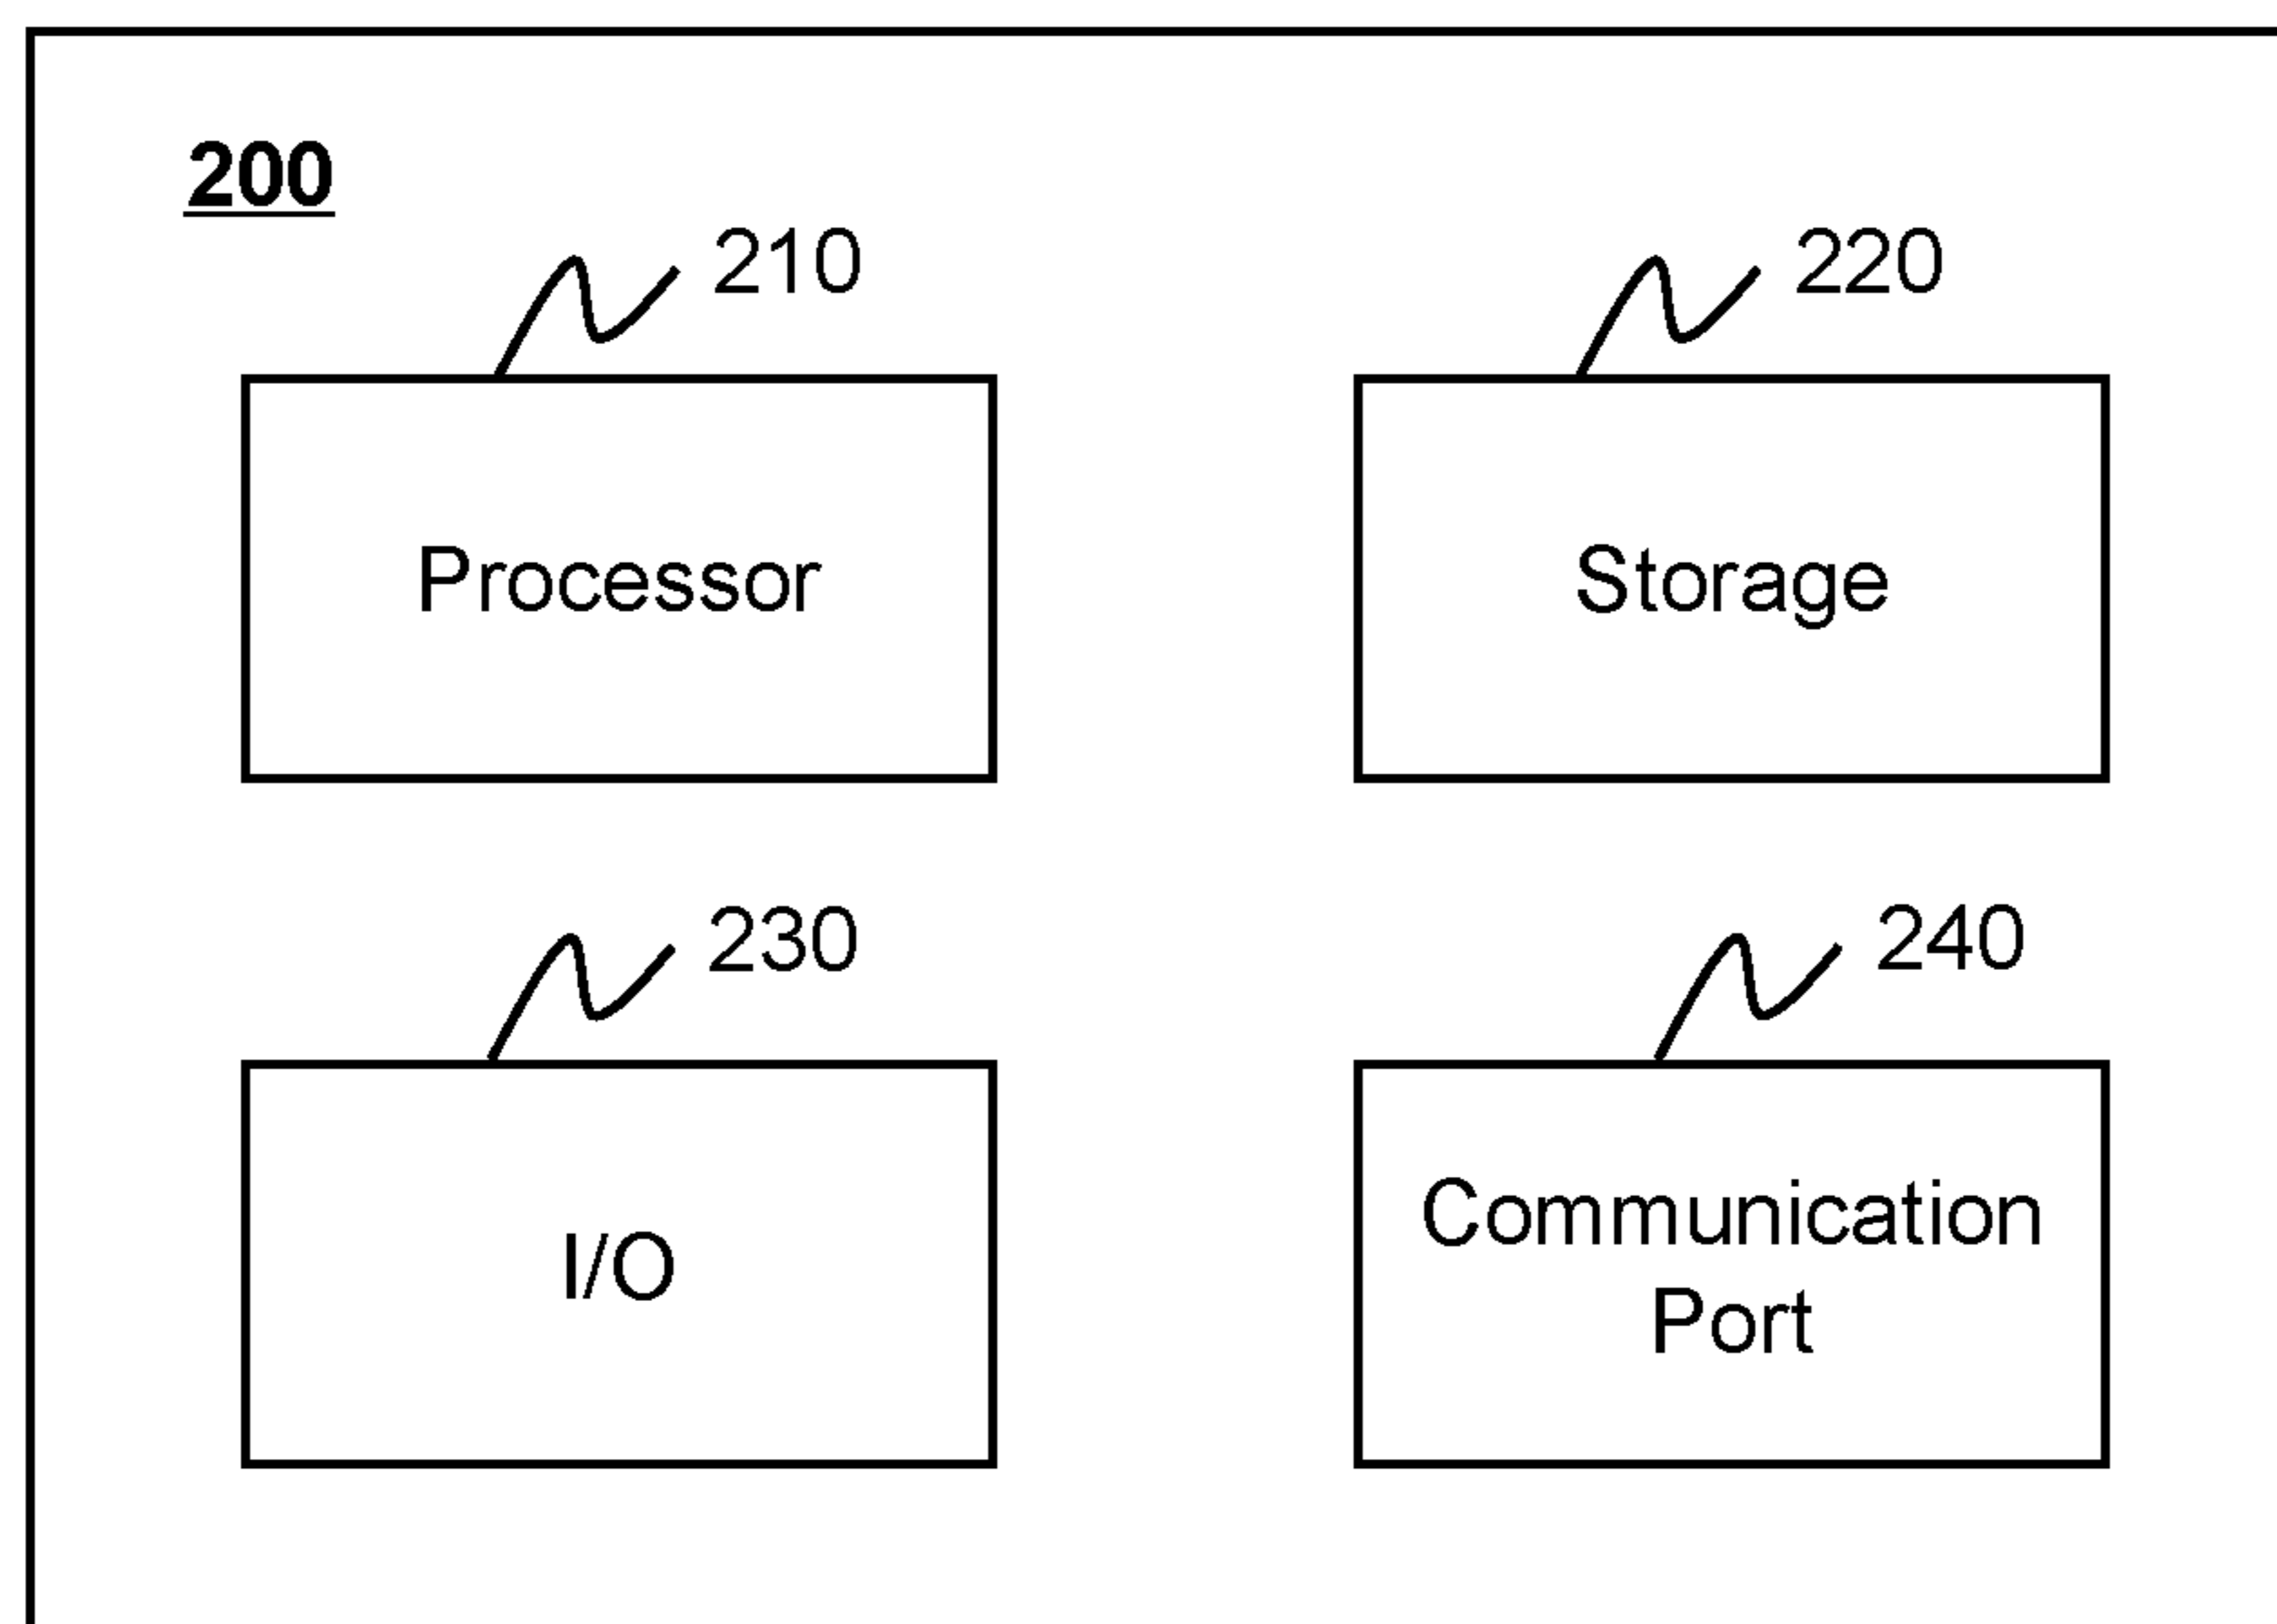 200
210
220
Processor
Storage
230
240
I/O
Communication
Port